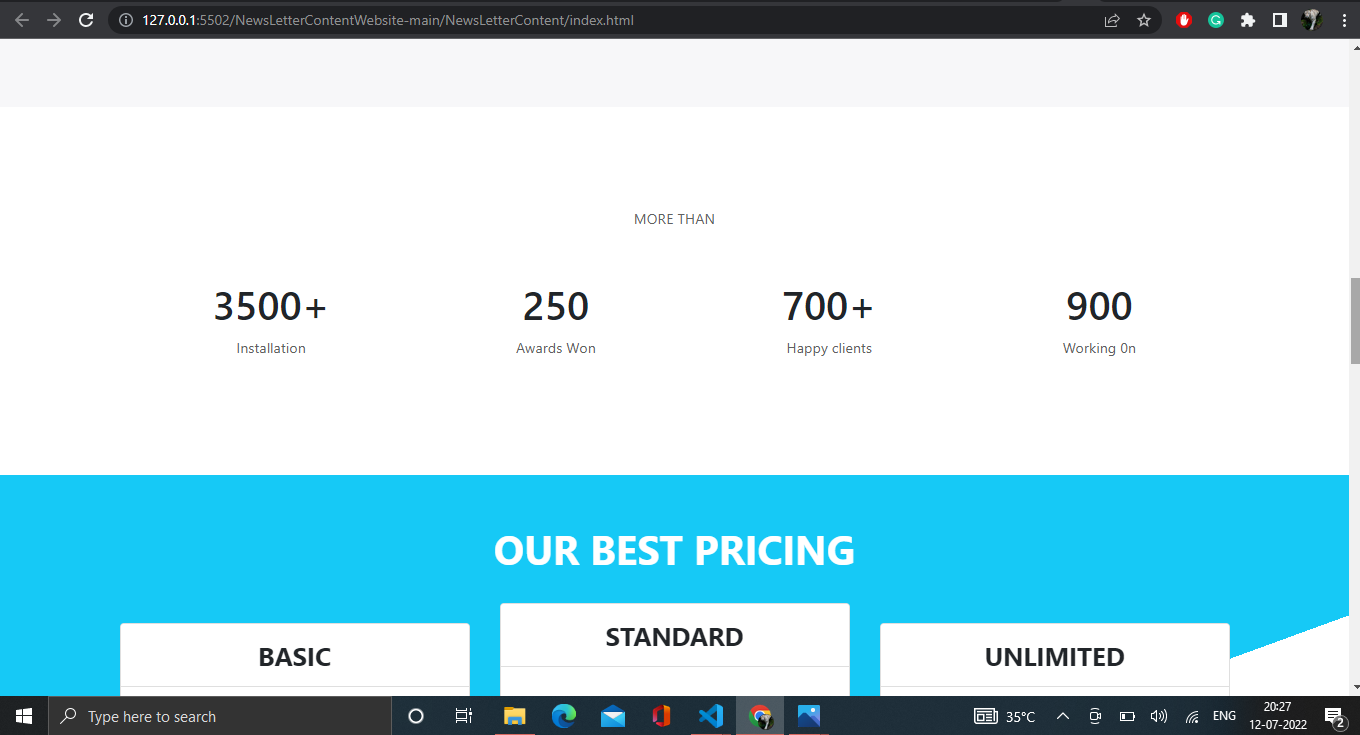 127.0.0.1:5502/NewsLetterContentWebsite-main/NewsLetterContent/index.html
MORE THAN
3500+ 250 700+ 900
Installation Awards Won Happy clients Working 0n
OUR BEST PRICING
BASIC STANDARD UNLIMITED
Type here to search 35°C ENG 20:27
12-07-2022 2